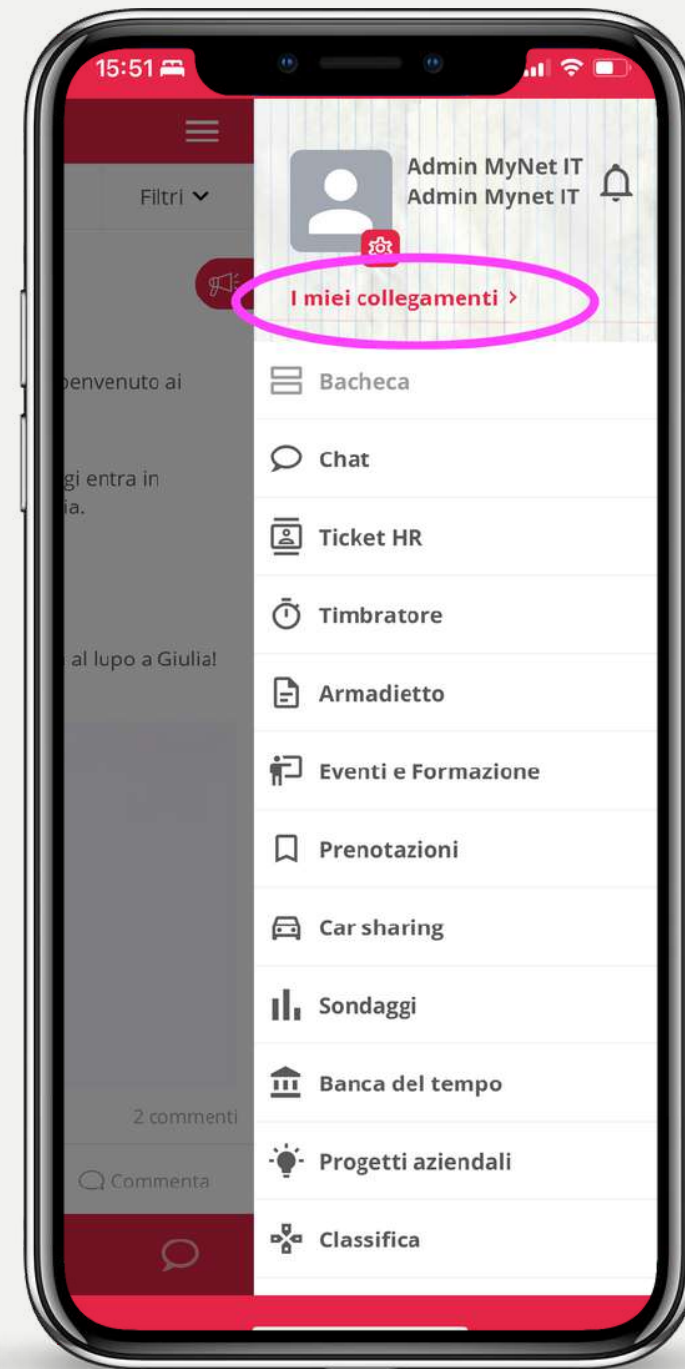 15:51
Filtri
Admin MyNet IT
Admin Mynet IT
I miei collegamenti >
benvenuto ai
gi entra in
ia.
al lupo a Giulia!
2 commenti
Commenta
Bacheca
Chat
Ticket HR
Timbratore
Armadietto
Eventi e Formazione
Prenotazioni
Car sharing
Sondaggi
Banca del tempo
Progetti aziendali
Classifica